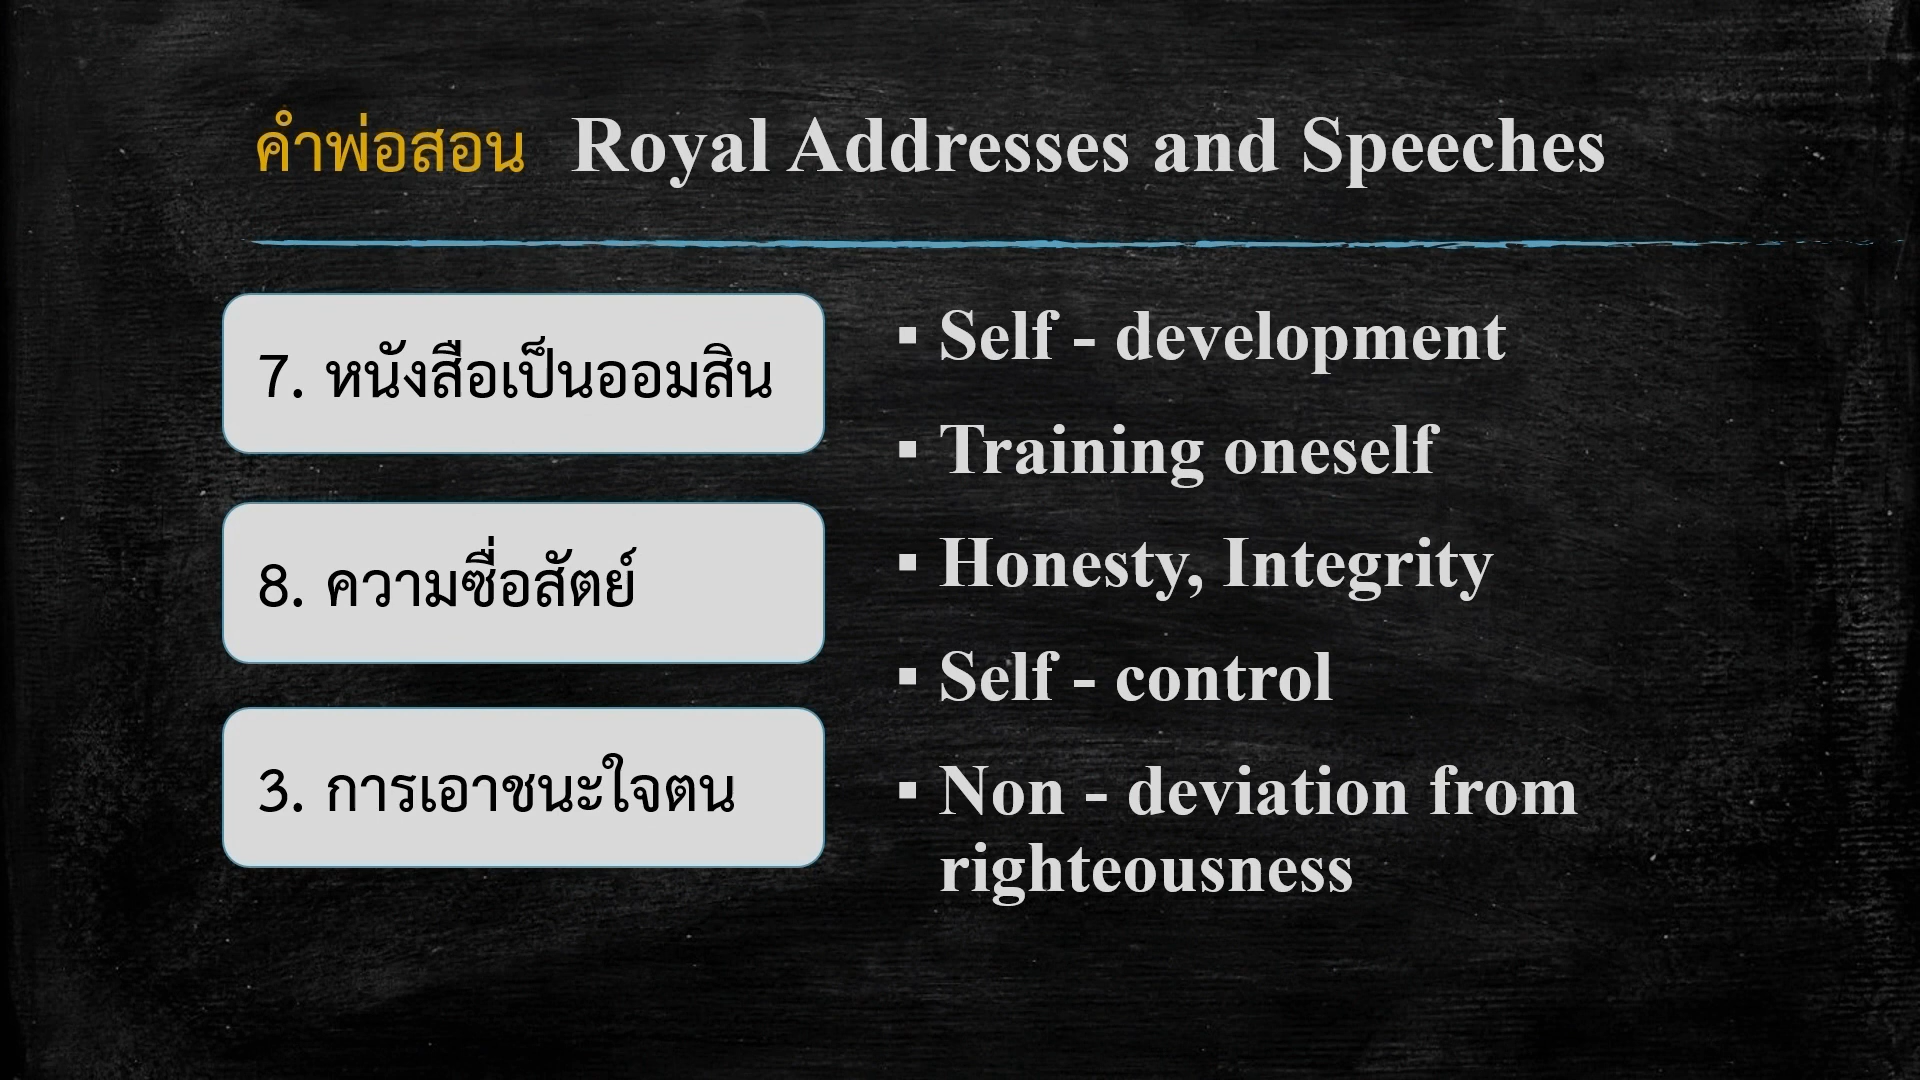 คำพ่อสอน Royal Addresses and Speeches
7. หนังสือเป็นออมสิน
8. ความซื่อสัตย์
3. การเอาชนะใจตน
▪ Self - development
▪ Training oneself
▪ Honesty, Integrity
▪ Self - control
▪ Non - deviation from
righteousness